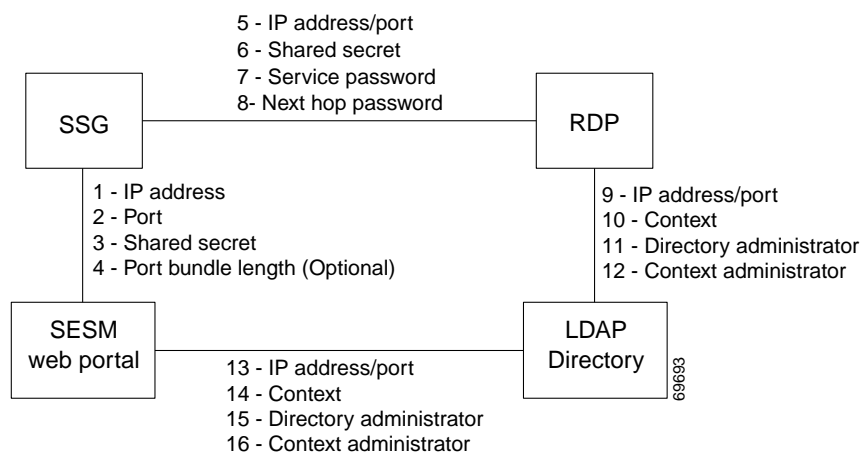 5 - IP address/port
6 - Shared secret
7 - Service password
8- Next hop password
SSG
RDP
1 - IP address
2 - Port
3 - Shared secret
4 - Port bundle length (Optional)
9 - IP address/port
10 - Context
11 - Directory administrator
12 - Context administrator
SESM
web portal
LDAP
Directory
69693
13 - IP address/port
14 - Context
15 - Directory administrator
16 - Context administrator